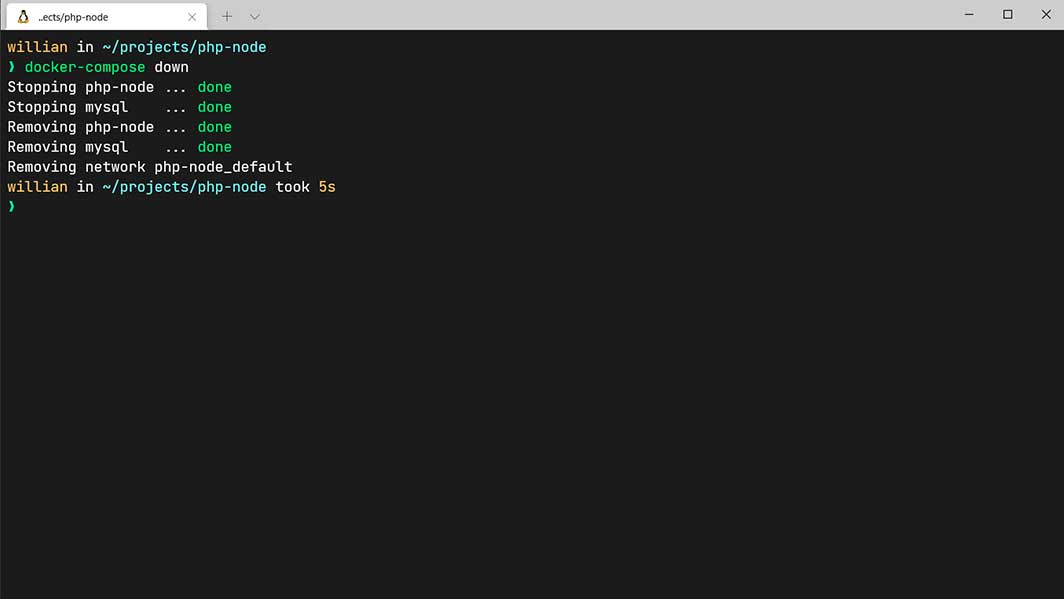 ..ects/php-node
willian in ~/projects/php-node
❯ docker-compose down
Stopping php-node ... done
Stopping mysql    ... done
Removing php-node ... done
Removing mysql    ... done
Removing network php-node_default
willian in ~/projects/php-node took 5s
❯